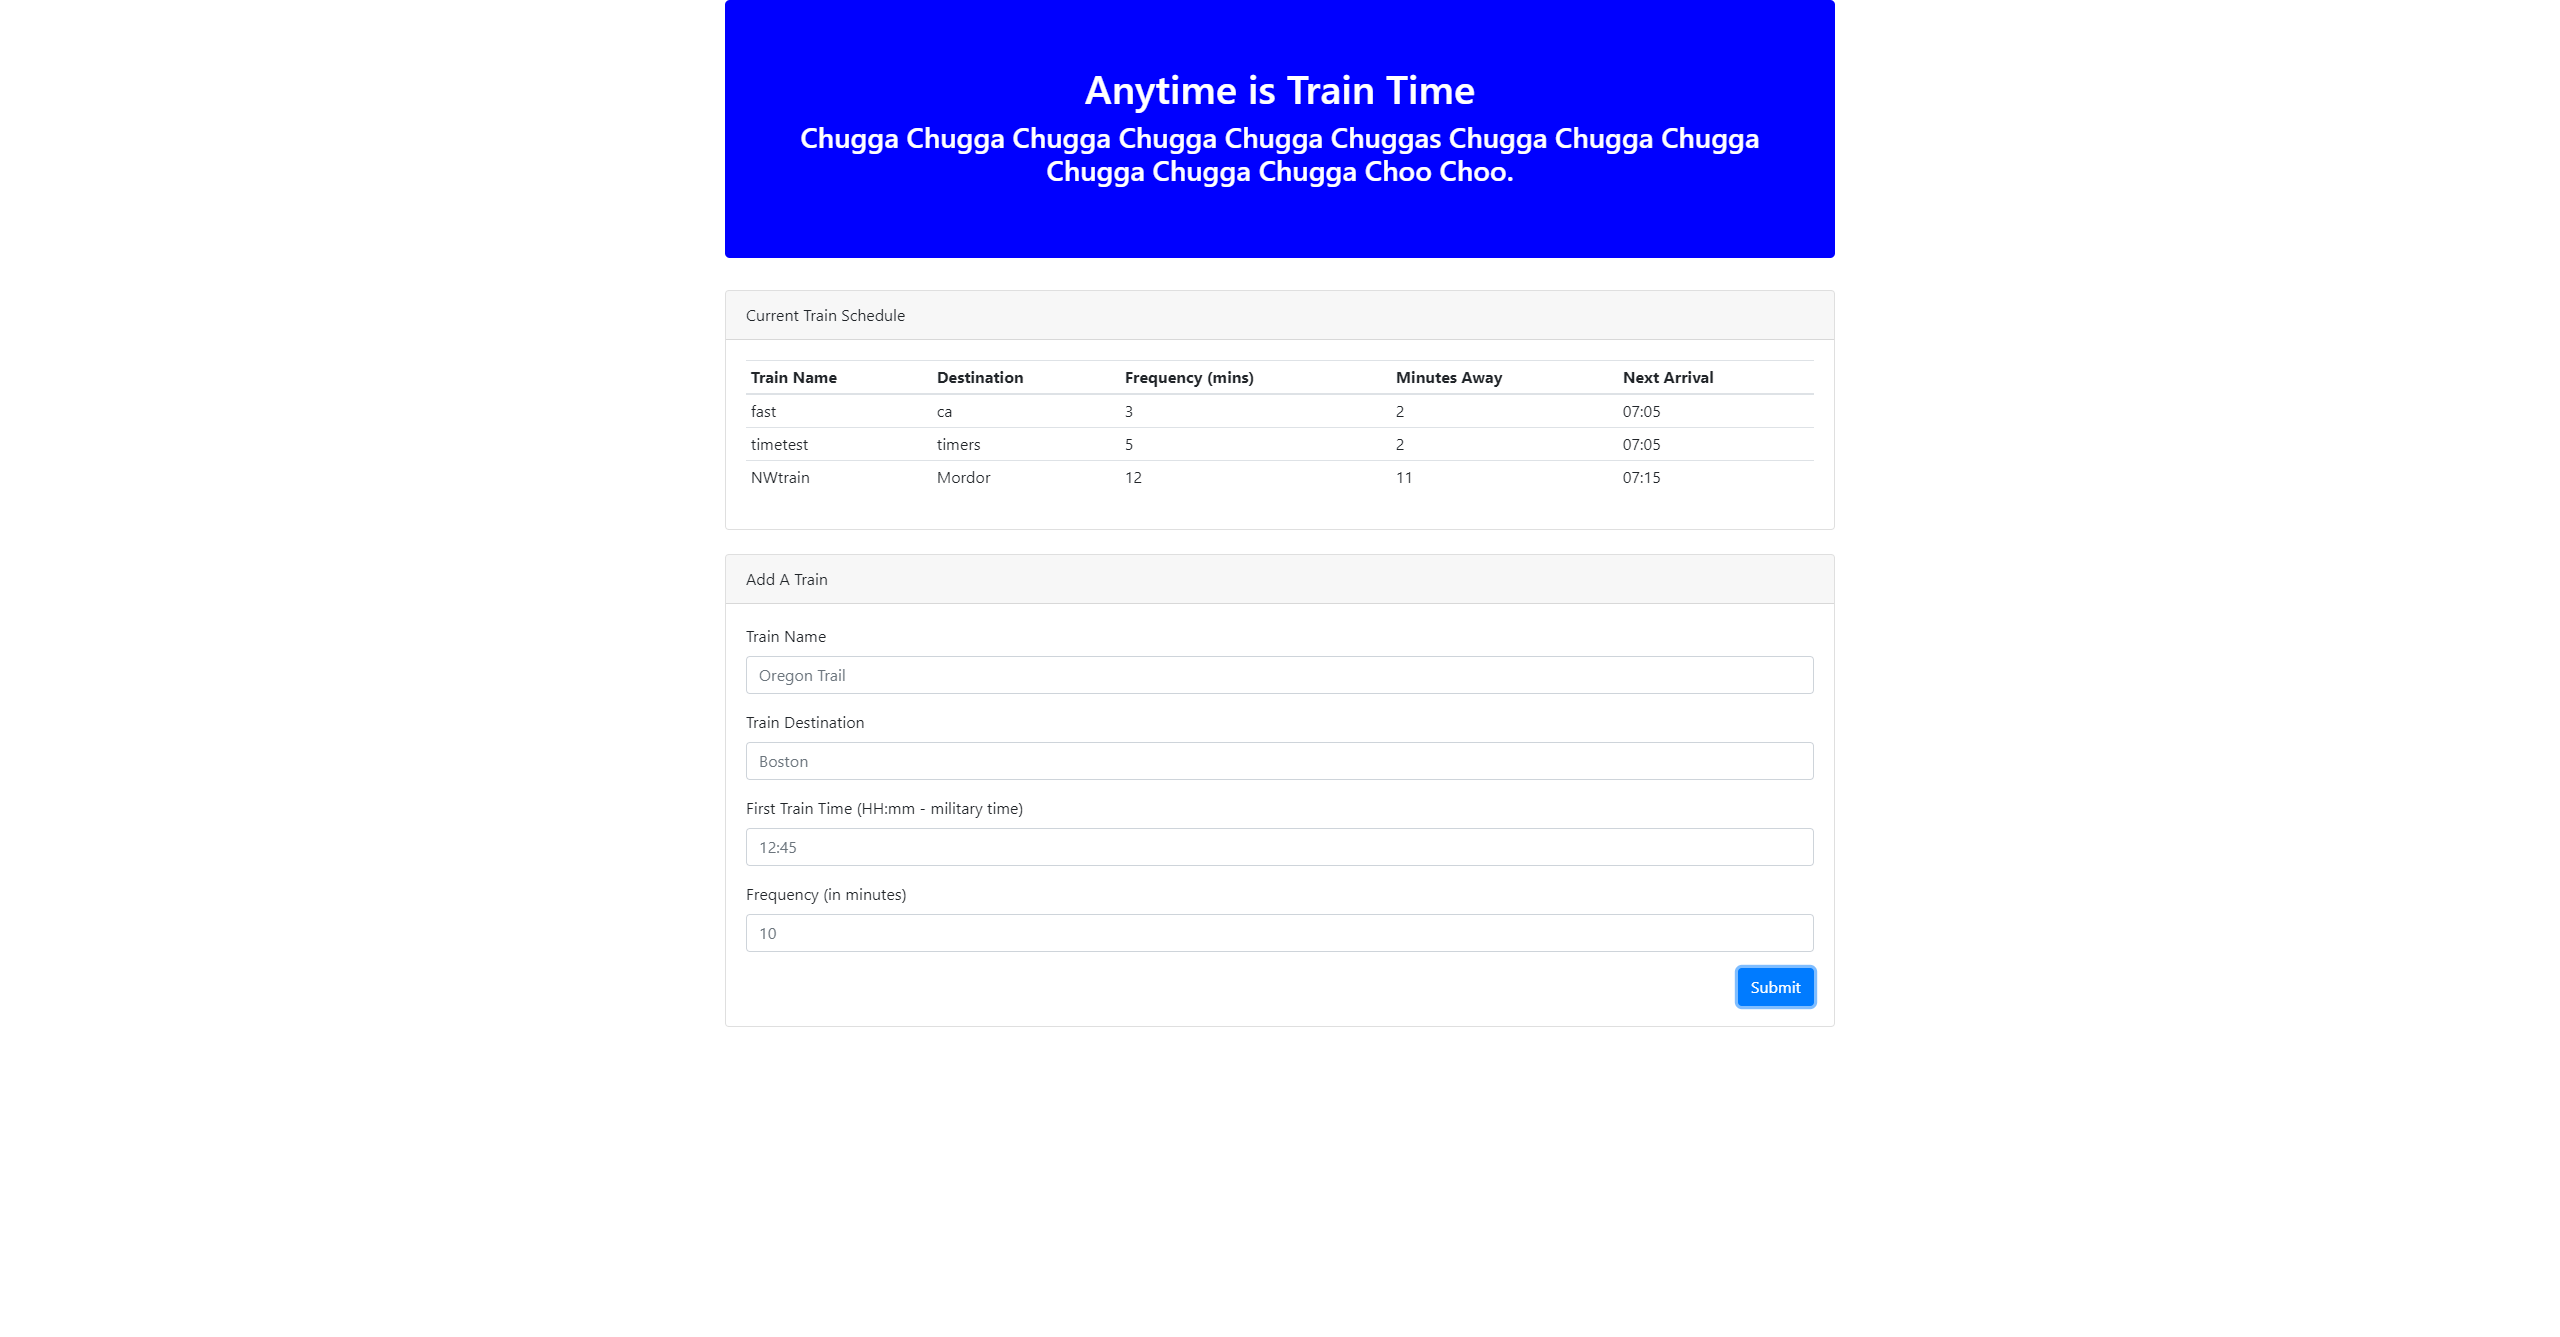 Anytime is Train Time
Chugga Chugga Chugga Chugga Chugga Chuggas Chugga Chugga Chugga
Chugga Chugga Chugga Choo Choo.
Current Train Schedule
Train Name Destination Frequency (mins) Minutes Away Next Arrival
fast ca 3 2 07:05
timetest timers 5 2 07:05
NWtrain Mordor 12 11 07:15
Add A Train
Train Name
Oregon Trail
Train Destination
Boston
First Train Time (HH:mm - military time)
12:45
Frequency (in minutes)
10
Submit